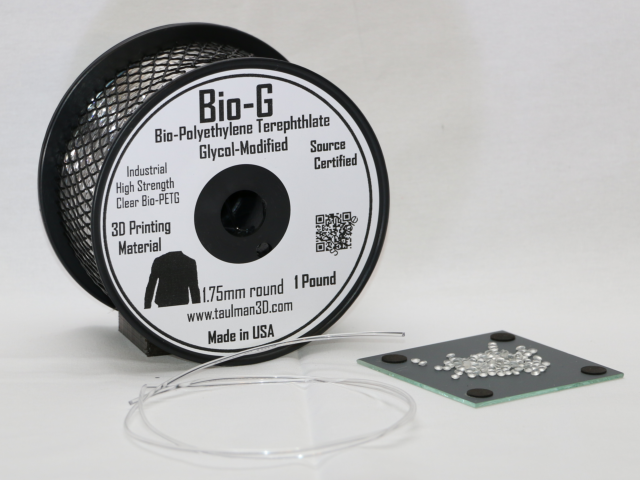 Bio-G
Bio-Polyethylene Terephthlate
Glycol-Modified
Source
Certified
Industrial
High Strength
Clear Bio-PETG
3D Printing
Material
1.75mm round 1 Pound
www.taulman3D.com
Made in USA